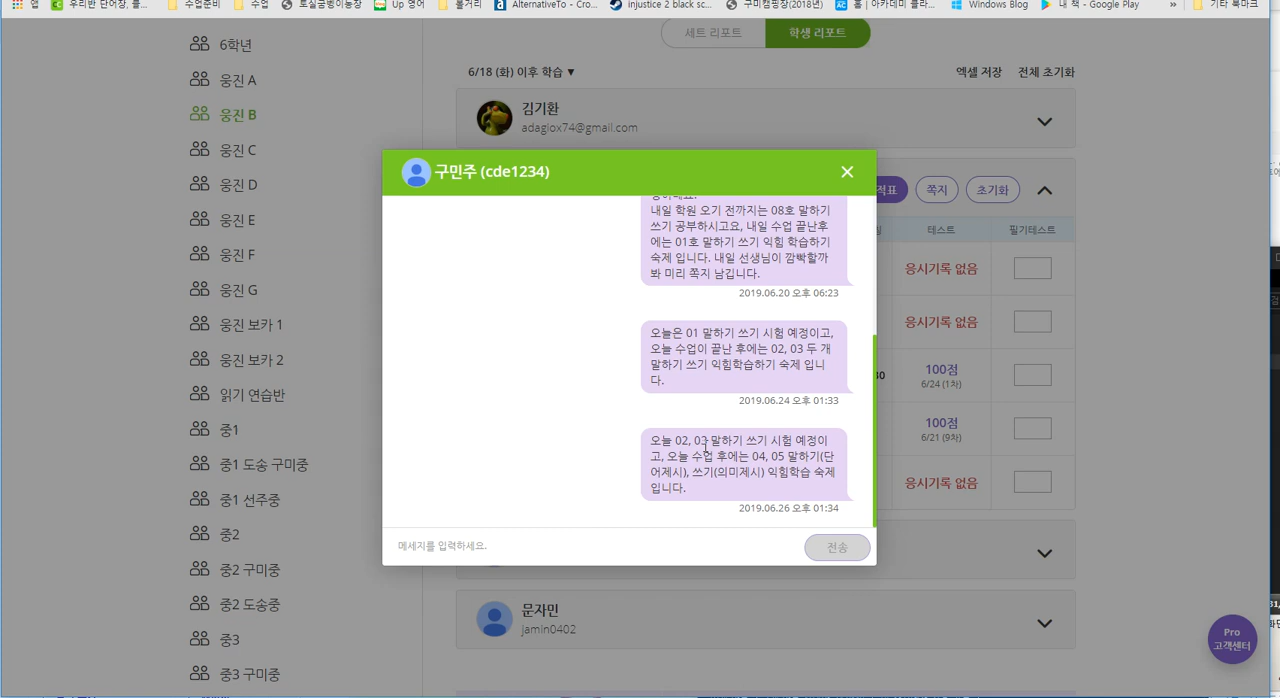 앱
우리반 단어장, 클...
수업준비
수업
토실궁뱅이농장
Up 영어
볼거리
AlternativeTo - Cro...
injustice 2 black sc...
구미캠핑장(2018년)
홈 | 아카데미 클라...
Windows Blog
내 책 - Google Play
»
기타 북마크
6학년
웅진 A
웅진 B
웅진 C
웅진 D
웅진 E
웅진 F
웅진 G
웅진 보카 1
웅진 보카 2
읽기 연습반
중1
중1 도송 구미중
중1 선주중
중2
중2 구미중
중2 도송중
중3
중3 구미중
세트 리포트
학생 리포트
6/18 (화) 이후 학습 ▼
엑셀 저장
전체 초기화
김기환
adagiox74@gmail.com
적표
쪽지
초기화
테스트
필기테스트
응시기록 없음
응시기록 없음
100점
6/24 (1차)
100점
6/21 (9차)
응시기록 없음
구민주 (cde1234)
내일 학원 오기 전까지는 08호 말하기
쓰기 공부하시고요, 내일 수업 끝난후
에는 01호 말하기 쓰기 익힘 학습하기
숙제 입니다. 내일 선생님이 깜빡할까
봐 미리 쪽지 남깁니다.
2019.06.20 오후 06:23
오늘은 01 말하기 쓰기 시험 예정이고,
오늘 수업이 끝난 후에는 02, 03 두 개
말하기 쓰기 익힘학습하기 숙제 입니
다.
2019.06.24 오후 01:33
오늘 02, 03 말하기 쓰기 시험 예정이
고, 오늘 수업 후에는 04, 05 말하기(단
어제시), 쓰기(의미제시) 익힘학습 숙제
입니다.
2019.06.26 오후 01:34
메세지를 입력하세요.
전송
문자민
jamin0402
Pro
고객센터